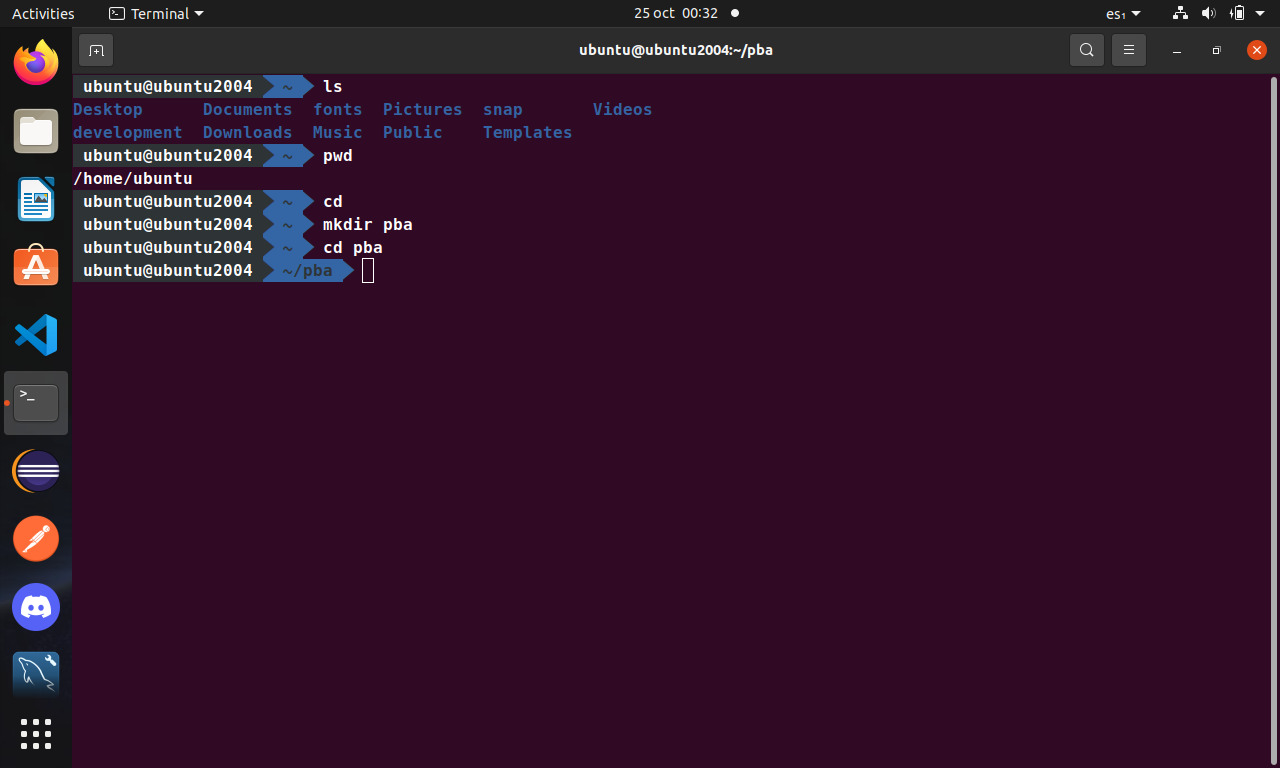 Activities Terminal 25 oct 00:32 es₁
ubuntu@ubuntu2004:~/pba
ubuntu@ubuntu2004 ~ ls
Desktop Documents fonts Pictures snap Videos
development Downloads Music Public Templates
ubuntu@ubuntu2004 ~ pwd
/home/ubuntu
ubuntu@ubuntu2004 ~ cd
ubuntu@ubuntu2004 ~ mkdir pba
ubuntu@ubuntu2004 ~ cd pba
ubuntu@ubuntu2004 ~/pba